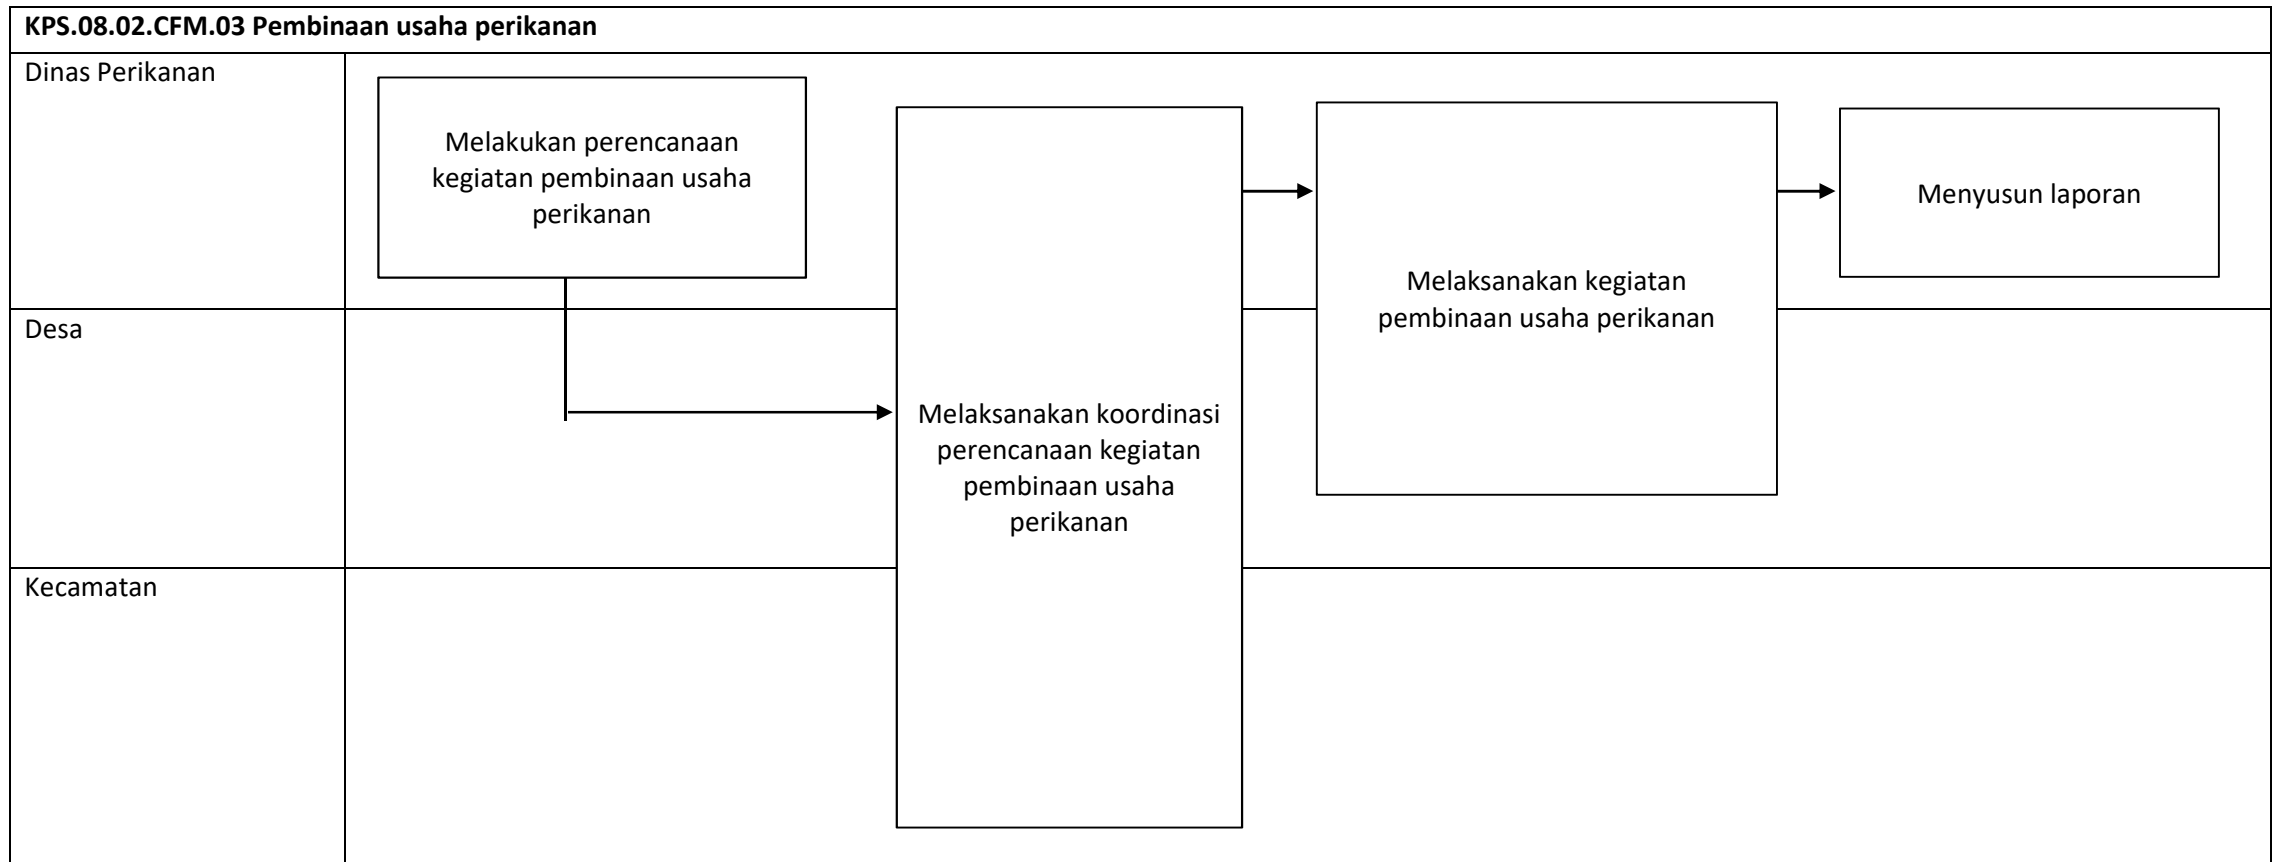 KPS.08.02.CFM.03 Pembinaan usaha perikanan
Dinas Perikanan
Melakukan perencanaan
kegiatan pembinaan usaha
perikanan
Menyusun laporan
Melaksanakan kegiatan
pembinaan usaha perikanan
Desa
Melaksanakan koordinasi
perencanaan kegiatan
pembinaan usaha
perikanan
Kecamatan